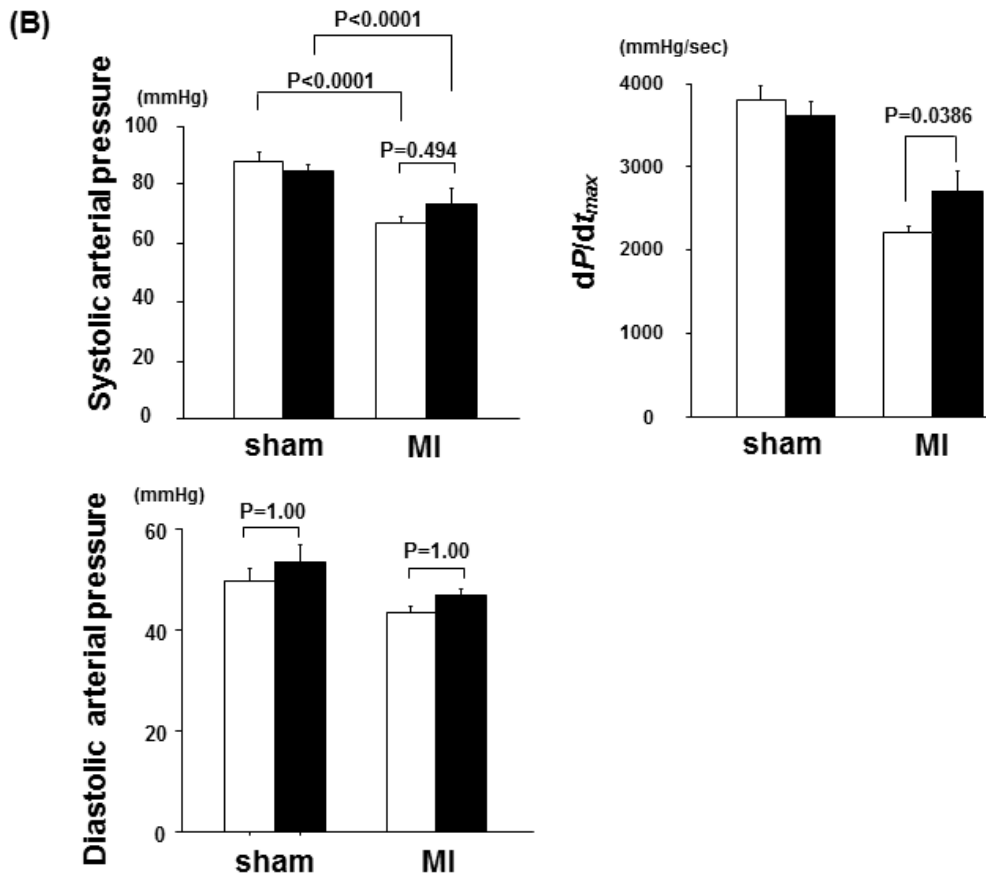 (B)
P<0.0001
P<0.0001
(mmHg)
Systolic arterial pressure
100
80
60
40
20
0
P=0.494
sham
MI
(mmHg/sec)
dP/dtmax
4000
3000
2000
1000
0
P=0.0386
sham
MI
(mmHg)
Diastolic arterial pressure
60
40
20
0
P=1.00
P=1.00
sham
MI